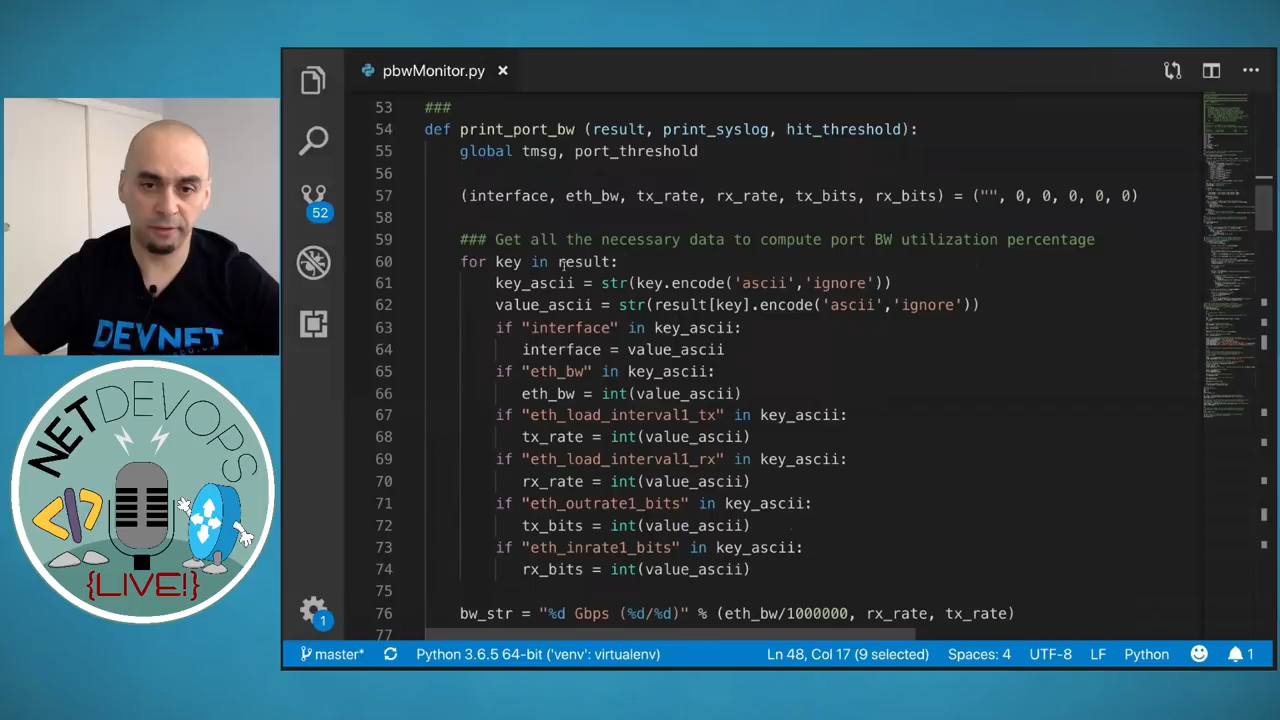 pbwMonitor.py
53 ###
54 def print_port_bw (result, print_syslog, hit_threshold):
55 global tmsg, port_threshold
56
57 (interface, eth_bw, tx_rate, rx_rate, tx_bits, rx_bits) = ("", 0, 0, 0, 0, 0)
58
59 ### Get all the necessary data to compute port BW utilization percentage
60 for key in result:
61 key_ascii = str(key.encode('ascii','ignore'))
62 value_ascii = str(result[key].encode('ascii','ignore'))
63 if "interface" in key_ascii:
64 interface = value_ascii
65 if "eth_bw" in key_ascii:
66 eth_bw = int(value_ascii)
67 if "eth_load_interval1_tx" in key_ascii:
68 tx_rate = int(value_ascii)
69 if "eth_load_interval1_rx" in key_ascii:
70 rx_rate = int(value_ascii)
71 if "eth_outrate1_bits" in key_ascii:
72 tx_bits = int(value_ascii)
73 if "eth_inrate1_bits" in key_ascii:
74 rx_bits = int(value_ascii)
75
76 bw_str = "%d Gbps (%d/%d)" % (eth_bw/1000000, rx_rate, tx_rate)
77
52
1
master*
Python 3.6.5 64-bit ('venv': virtualenv)
Ln 48, Col 17 (9 selected)
Spaces: 4
UTF-8
LF
Python
1
DEVNET
NETDEVOPS
</>
{LIVE!}